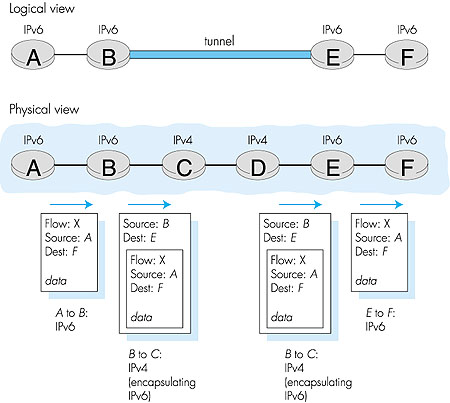 Logical view
IPv6 IPv6 tunnel IPv6 IPv6
A B E F
Physical view
IPv6 IPv6 IPv4 IPv4 IPv6 IPv6
A B C D E F
Flow: X
Source: A
Dest: F
data
A to B:
IPv6
Source: B
Dest: E
Flow: X
Source: A
Dest: F
data
B to C:
IPv4
(encapsulating
IPv6)
Source: B
Dest: E
Flow: X
Source: A
Dest: F
data
B to C:
IPv4
(encapsulating
IPv6)
Flow: X
Source: A
Dest: F
data
E to F:
IPv6